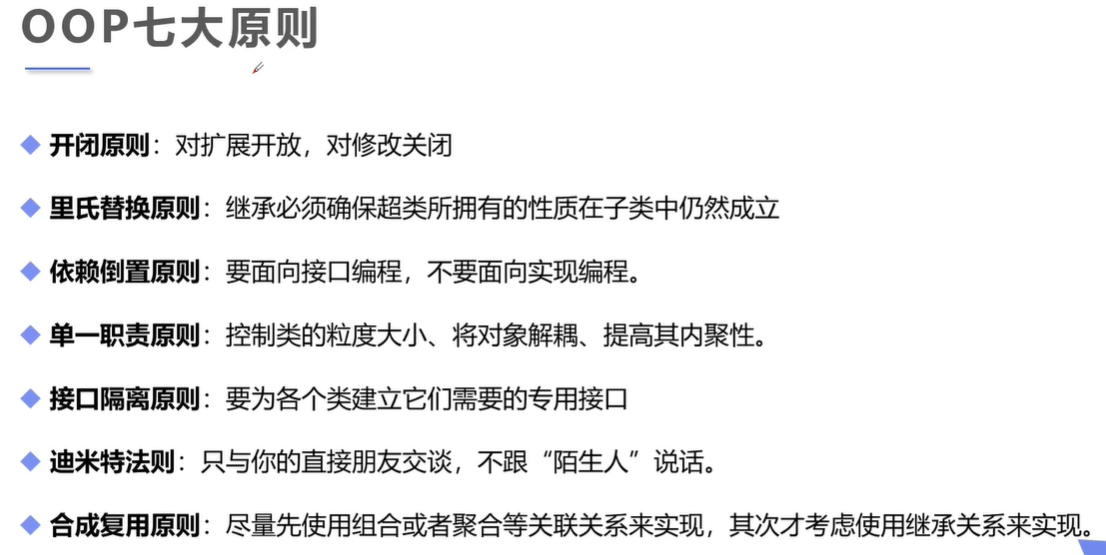 OOP七大原则
开闭原则：对扩展开放，对修改关闭
里氏替换原则：继承必须确保超类所拥有的性质在子类中仍然成立
依赖倒置原则：要面向接口编程，不要面向实现编程。
单一职责原则：控制类的粒度大小、将对象解耦、提高其内聚性。
接口隔离原则：要为各个类建立它们需要的专用接口
迪米特法则：只与你的直接朋友交谈，不跟“陌生人”说话。
合成复用原则：尽量先使用组合或者聚合等关联关系来实现，其次才考虑使用继承关系来实现。